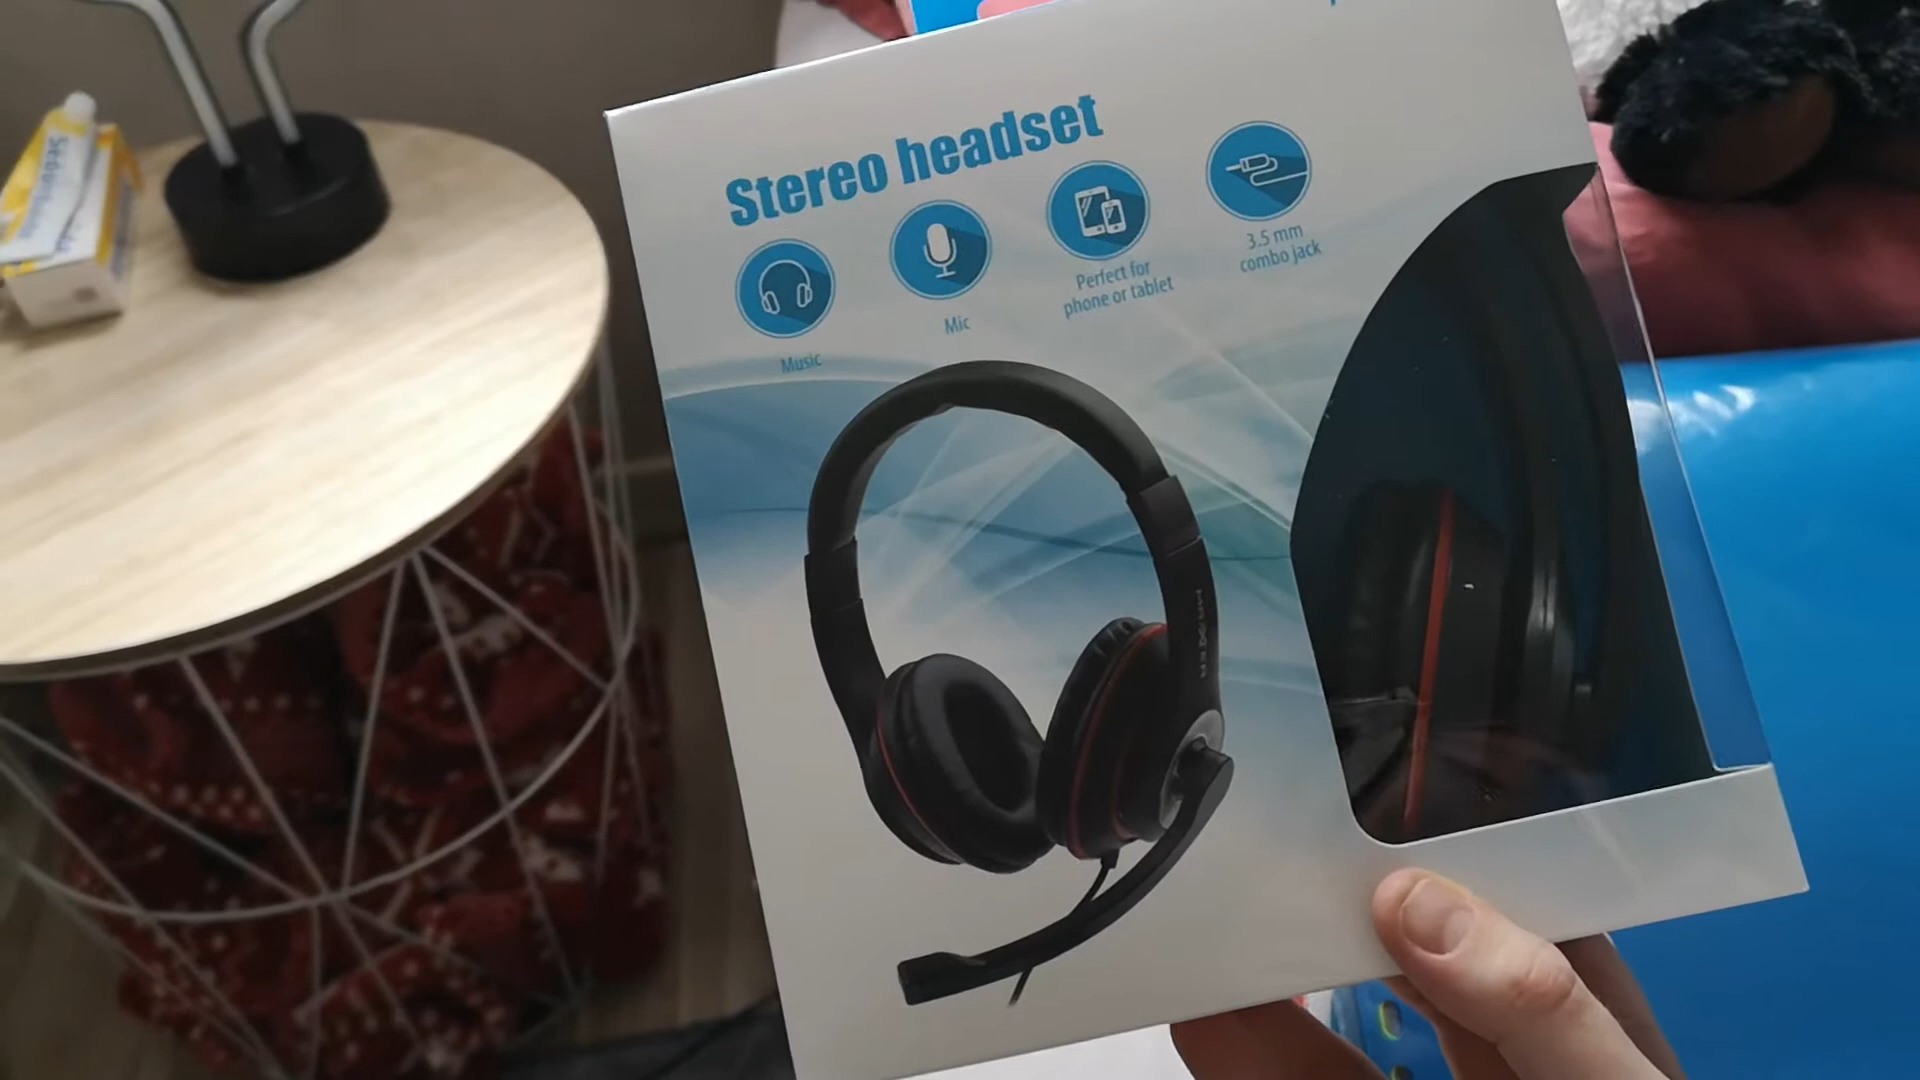 Stereo headset
Music
Mic
Perfect for
phone or tablet
3.5 mm
combo jack